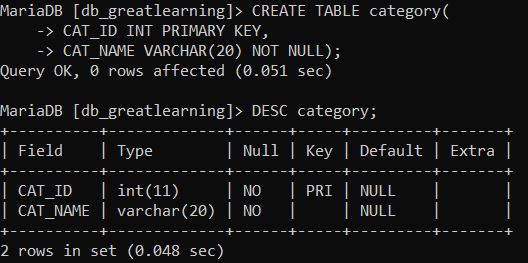 MariaDB [db_greatlearning]> CREATE TABLE category(
    -> CAT_ID INT PRIMARY KEY,
    -> CAT_NAME VARCHAR(20) NOT NULL);
Query OK, 0 rows affected (0.051 sec)

MariaDB [db_greatlearning]> DESC category;
+----------+-------------+------+-----+---------+-------+
| Field    | Type        | Null | Key | Default | Extra |
+----------+-------------+------+-----+---------+-------+
| CAT_ID   | int(11)     | NO   | PRI | NULL    |       |
| CAT_NAME | varchar(20) | NO   |     | NULL    |       |
+----------+-------------+------+-----+---------+-------+
2 rows in set (0.048 sec)